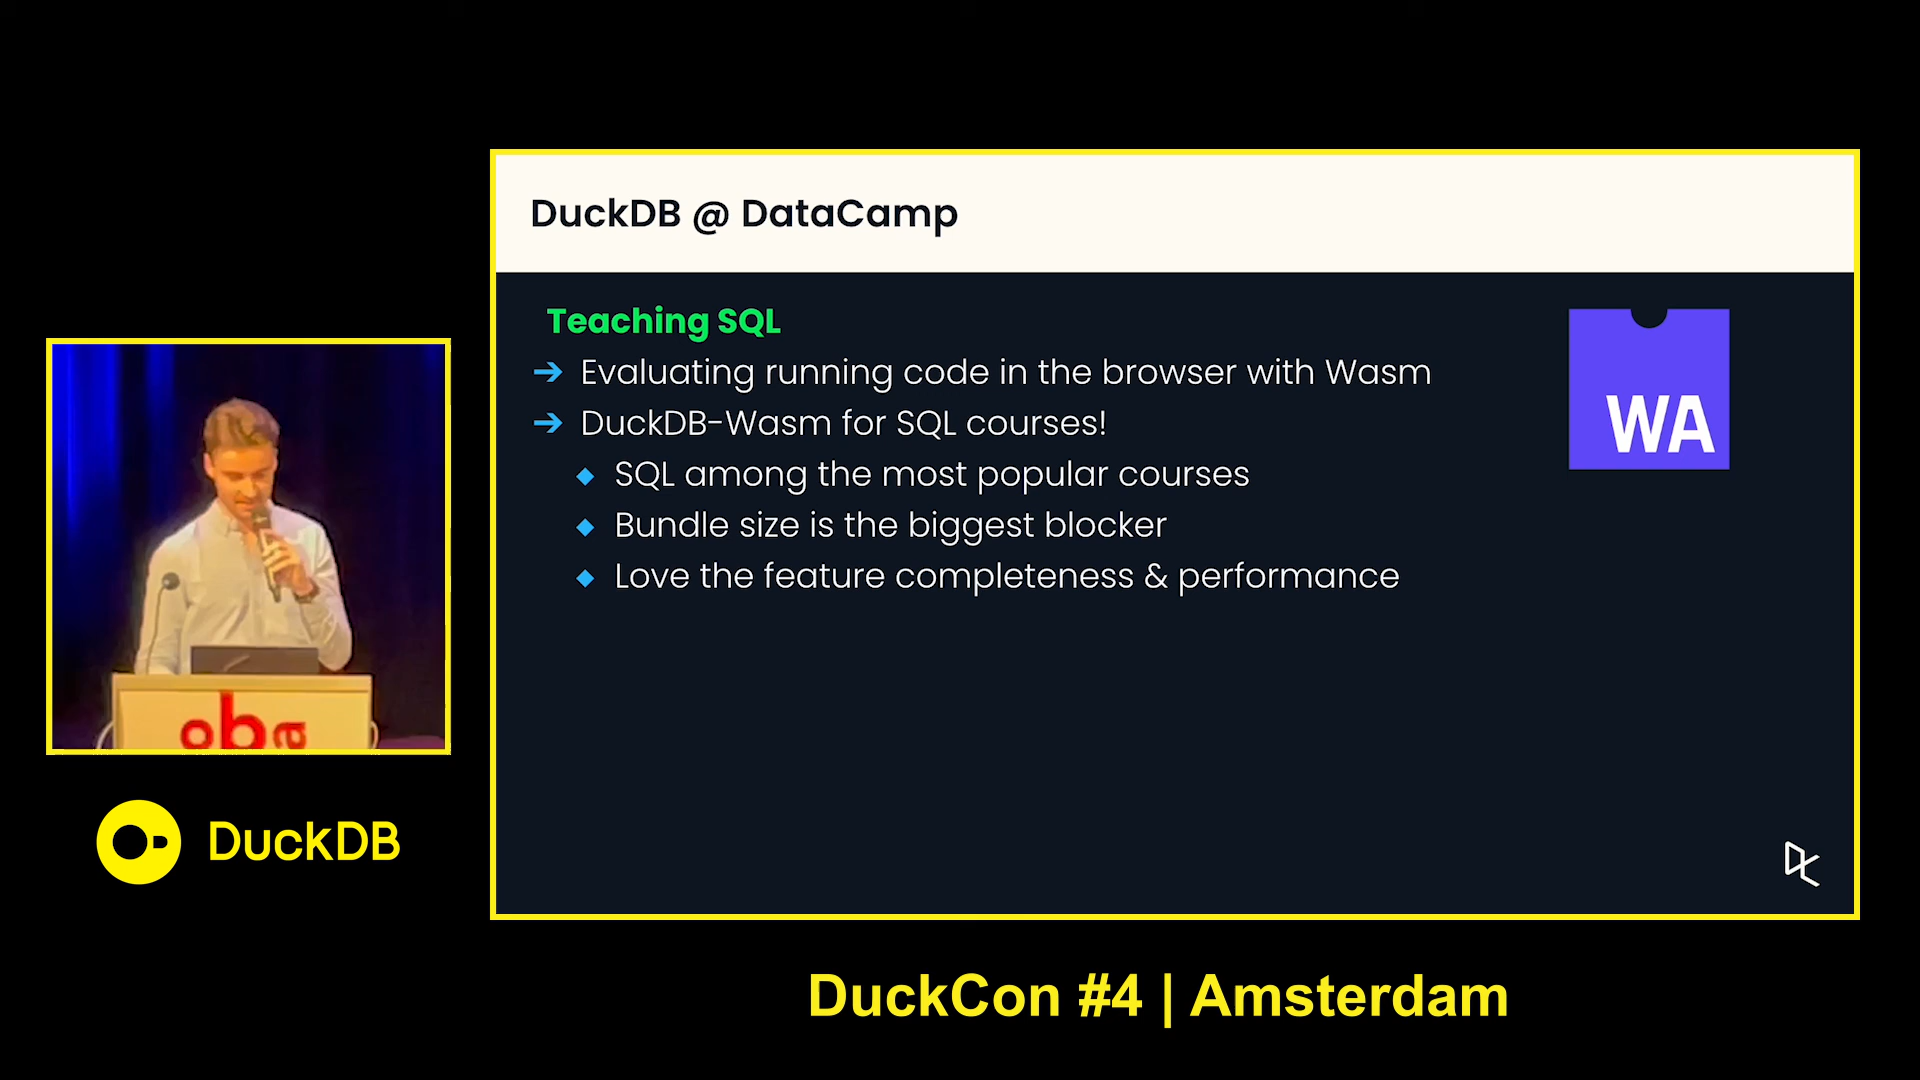 DuckDB @ DataCamp
Teaching SQL
Evaluating running code in the browser with Wasm
DuckDB-Wasm for SQL courses!
SQL among the most popular courses
Bundle size is the biggest blocker
Love the feature completeness & performance
WA
oba
DuckDB
DuckCon #4 | Amsterdam